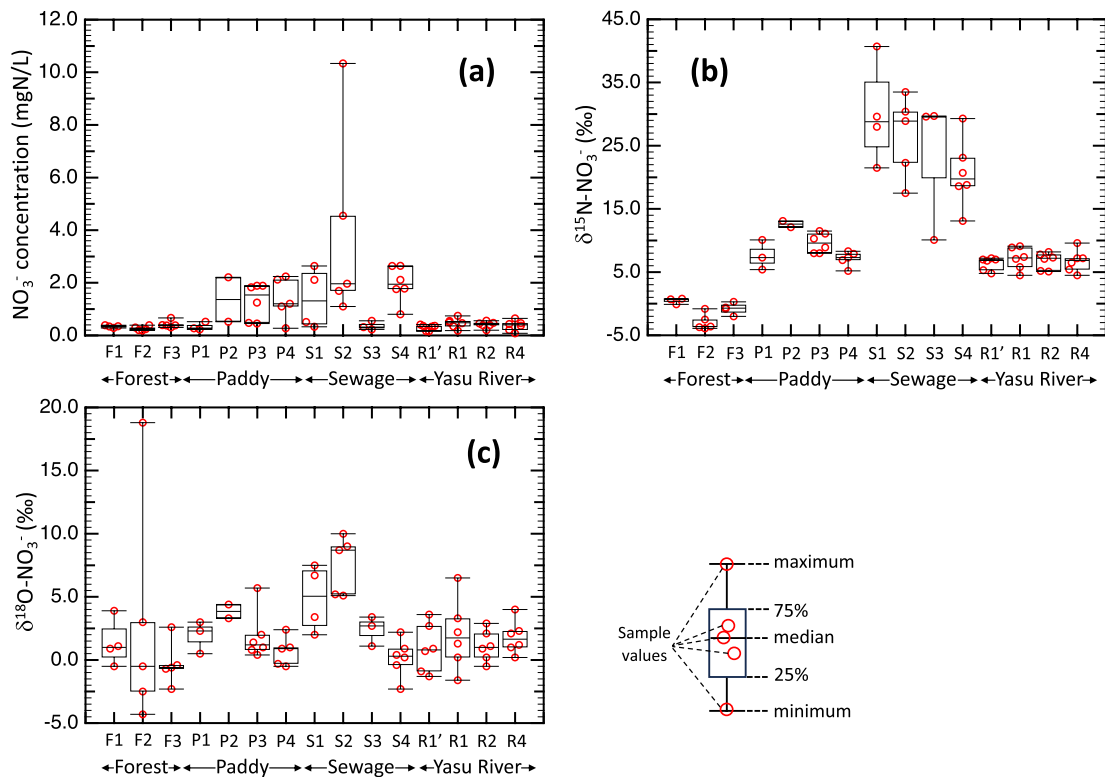 (a)
NO3- concentration (mgN/L)
12.0
10.0
8.0
6.0
4.0
2.0
0.0
F1 F2 F3 P1 P2 P3 P4 S1 S2 S3 S4 R1' R1 R2 R4
Forest Paddy Sewage Yasu River
(b)
δ15N-NO3- (‰)
45.0
35.0
25.0
15.0
5.0
-5.0
F1 F2 F3 P1 P2 P3 P4 S1 S2 S3 S4 R1' R1 R2 R4
Forest Paddy Sewage Yasu River
(c)
δ18O-NO3- (‰)
20.0
15.0
10.0
5.0
0.0
-5.0
F1 F2 F3 P1 P2 P3 P4 S1 S2 S3 S4 R1' R1 R2 R4
Forest Paddy Sewage Yasu River
maximum
75%
Sample
values
median
25%
minimum